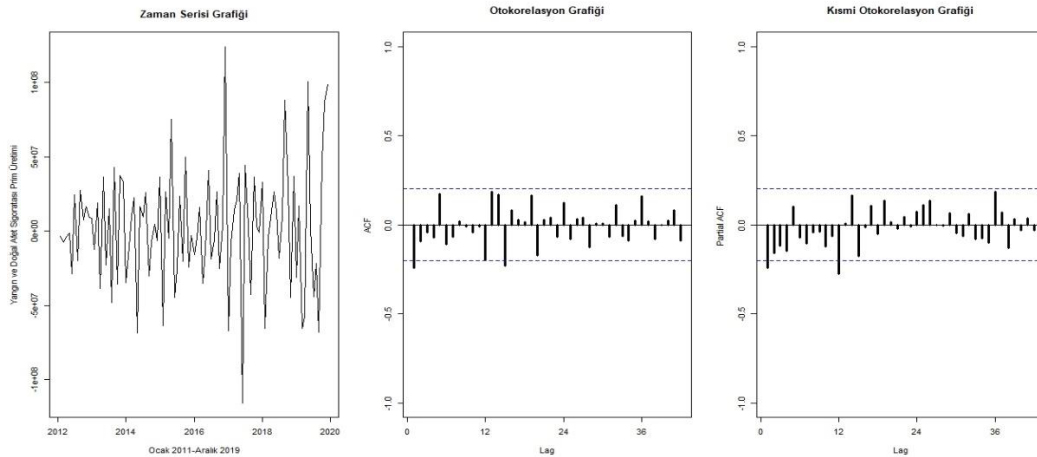 Zaman Serisi Grafiği
Yangın ve Doğal Afet Sigortatası Prim Üretimi
1e+08
5e+07
0e+00
-5e+07
-1e+08
2012
2014
2016
2018
2020
Ocak 2011-Aralık 2019
Otokorelasyon Grafiği
ACF
1.0
0.5
0.0
-0.5
-1.0
0
12
24
36
Lag
Kısmi Otokorelasyon Grafiği
Partial ACF
1.0
0.5
0.0
-0.5
-1.0
0
12
24
36
Lag